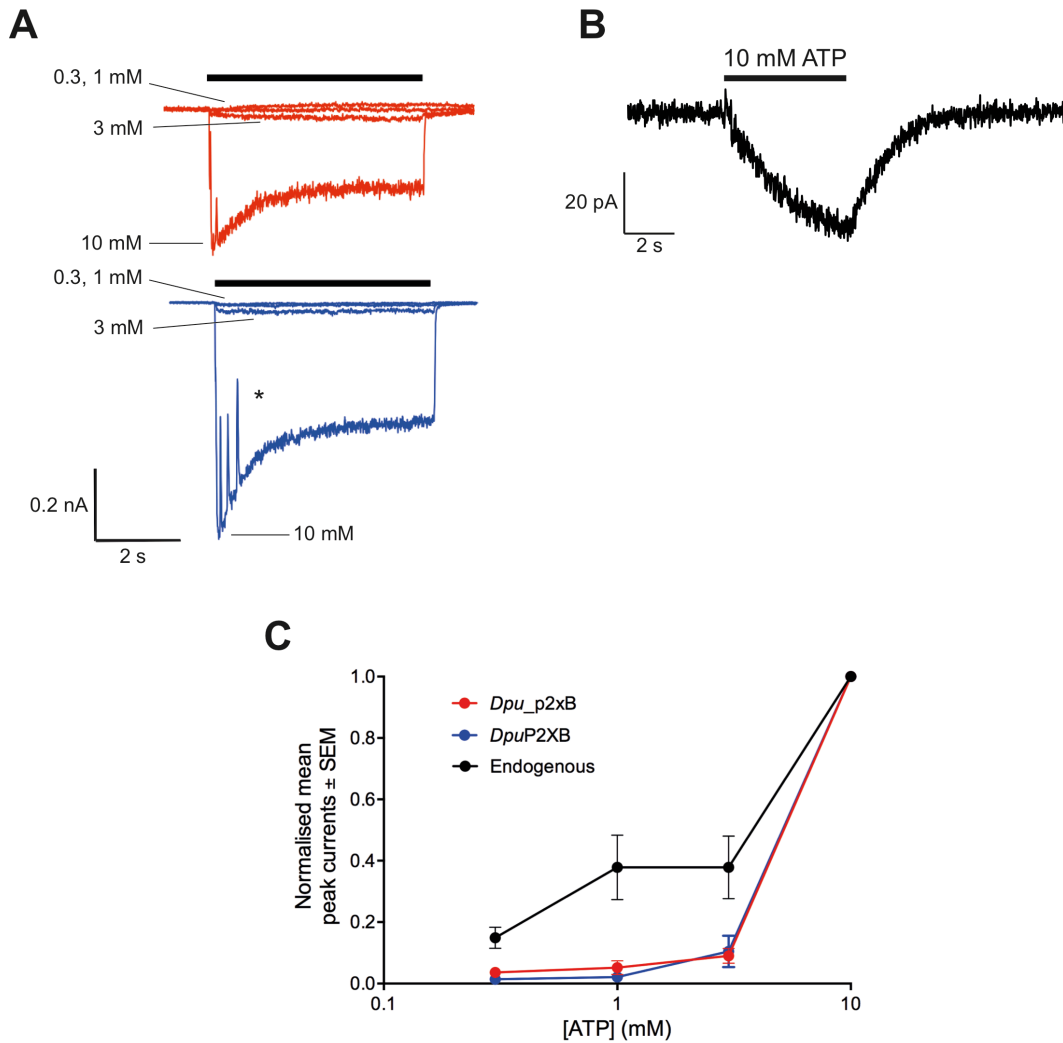 A
0.3, 1 mM
3 mM
10 mM
0.3, 1 mM
3 mM
*
10 mM
0.2 nA
2 s
B
10 mM ATP
20 pA
2 s
C
Normalised mean
peak currents ± SEM
1.0
0.8
0.6
0.4
0.2
0.0
Dpu_p2xB
DpuP2XB
Endogenous
0.1
1
10
[ATP] (mM)